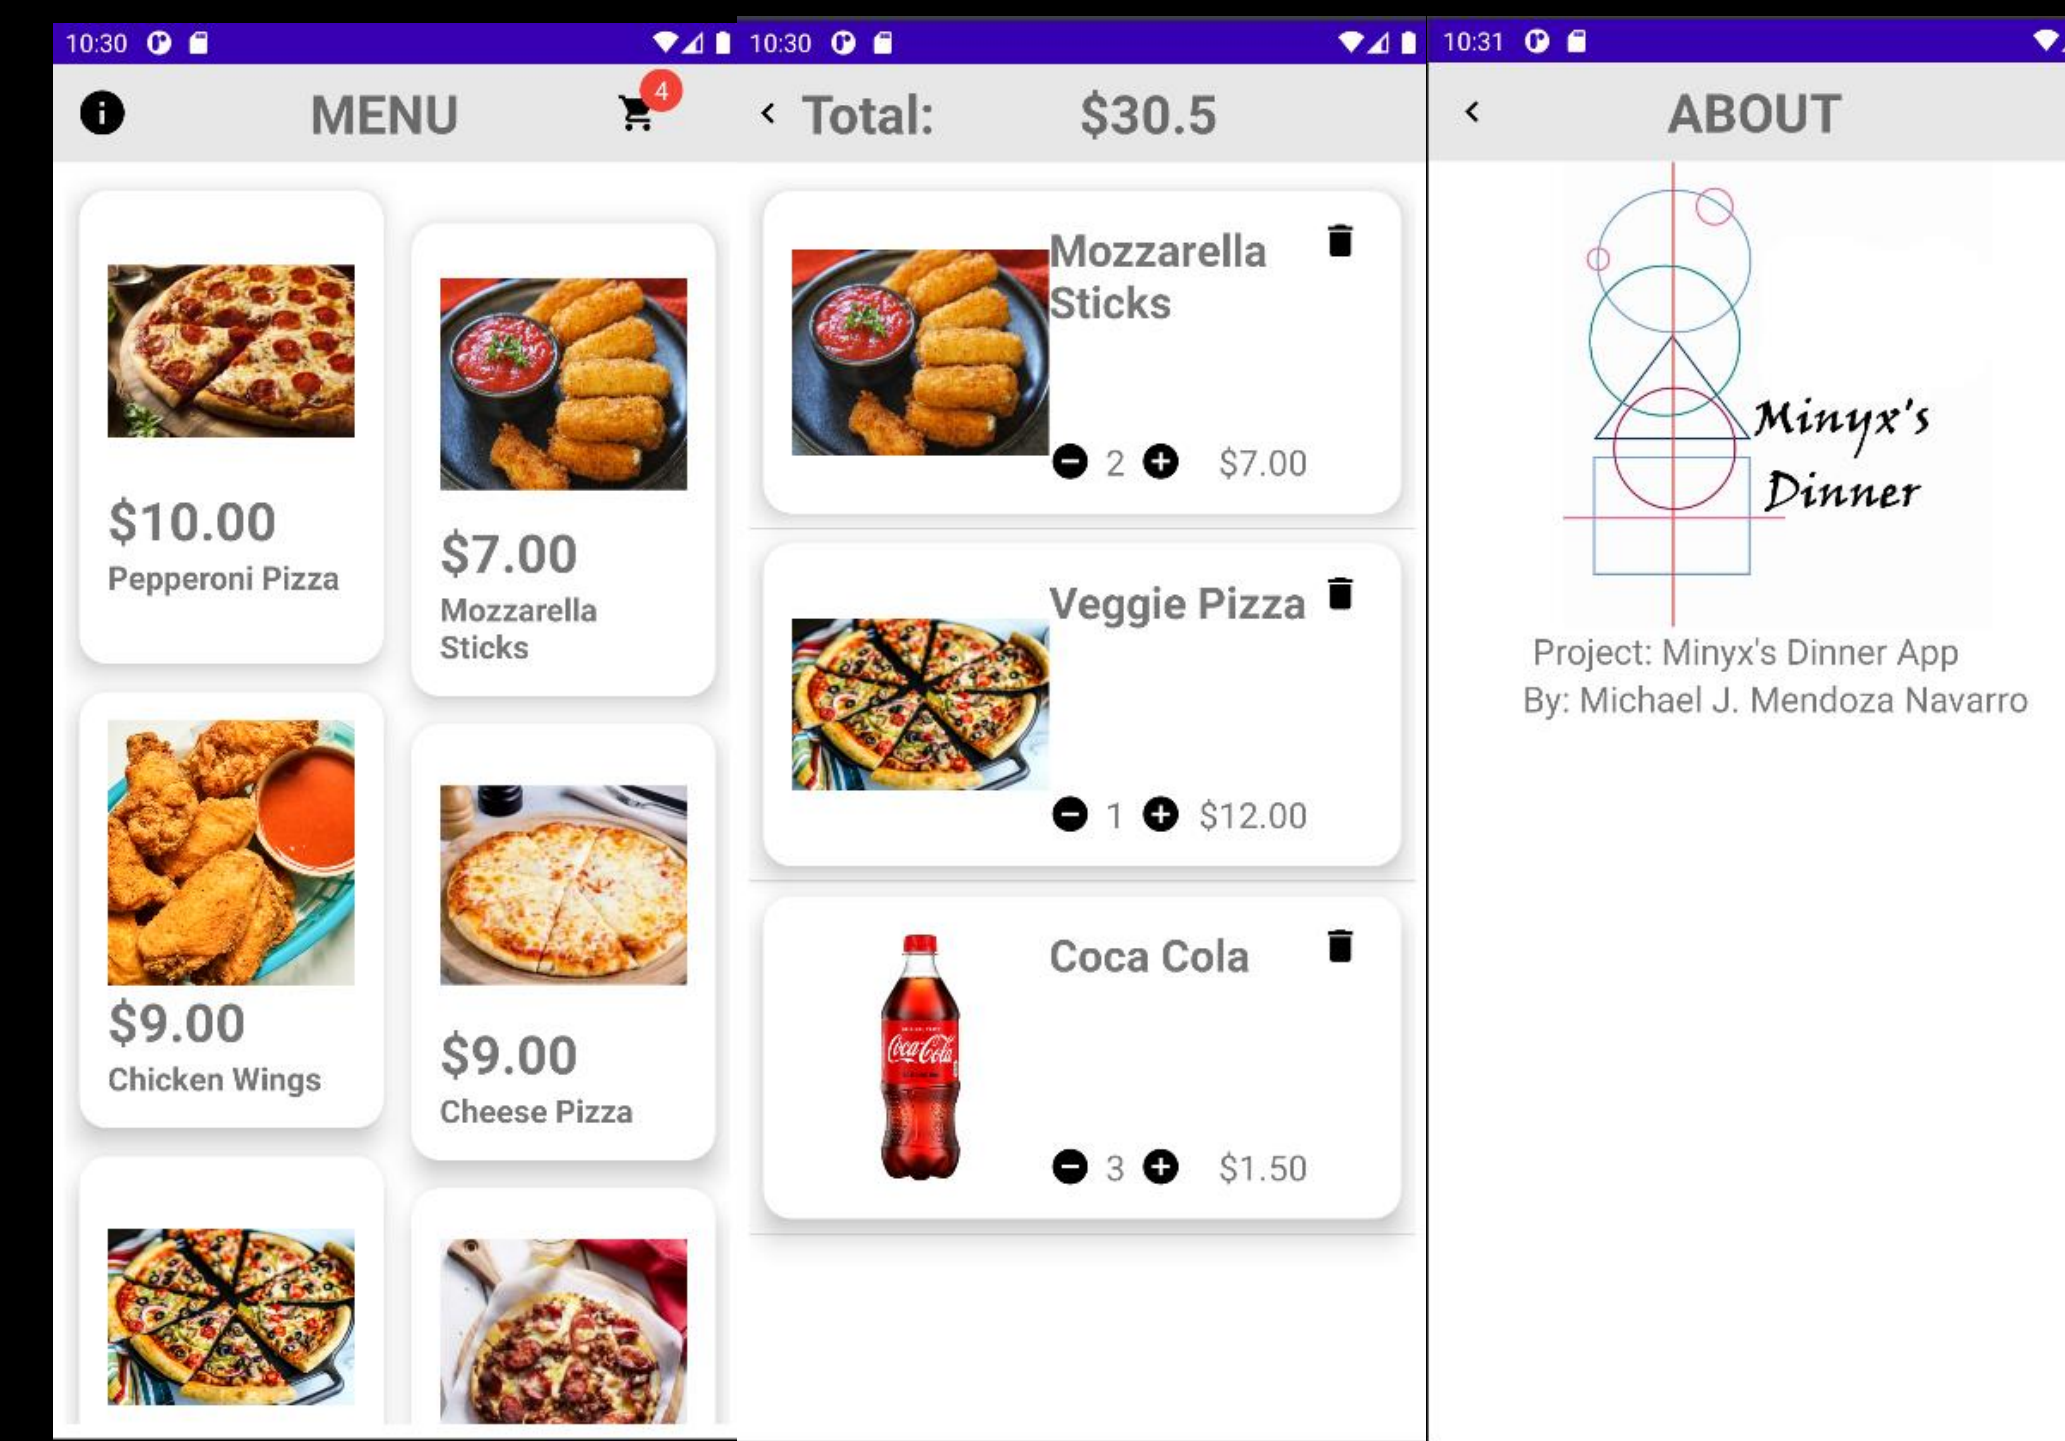 10:30
MENU
4
$10.00
Pepperoni Pizza
$7.00
Mozzarella
Sticks
$9.00
Chicken Wings
$9.00
Cheese Pizza
10:30
Total: $30.5
Mozzarella
Sticks
2 $7.00
Veggie Pizza
1 $12.00
Coca Cola
Coca-Cola
3 $1.50
10:31
ABOUT
Minyx's
Dinner
Project: Minyx's Dinner App
By: Michael J. Mendoza Navarro